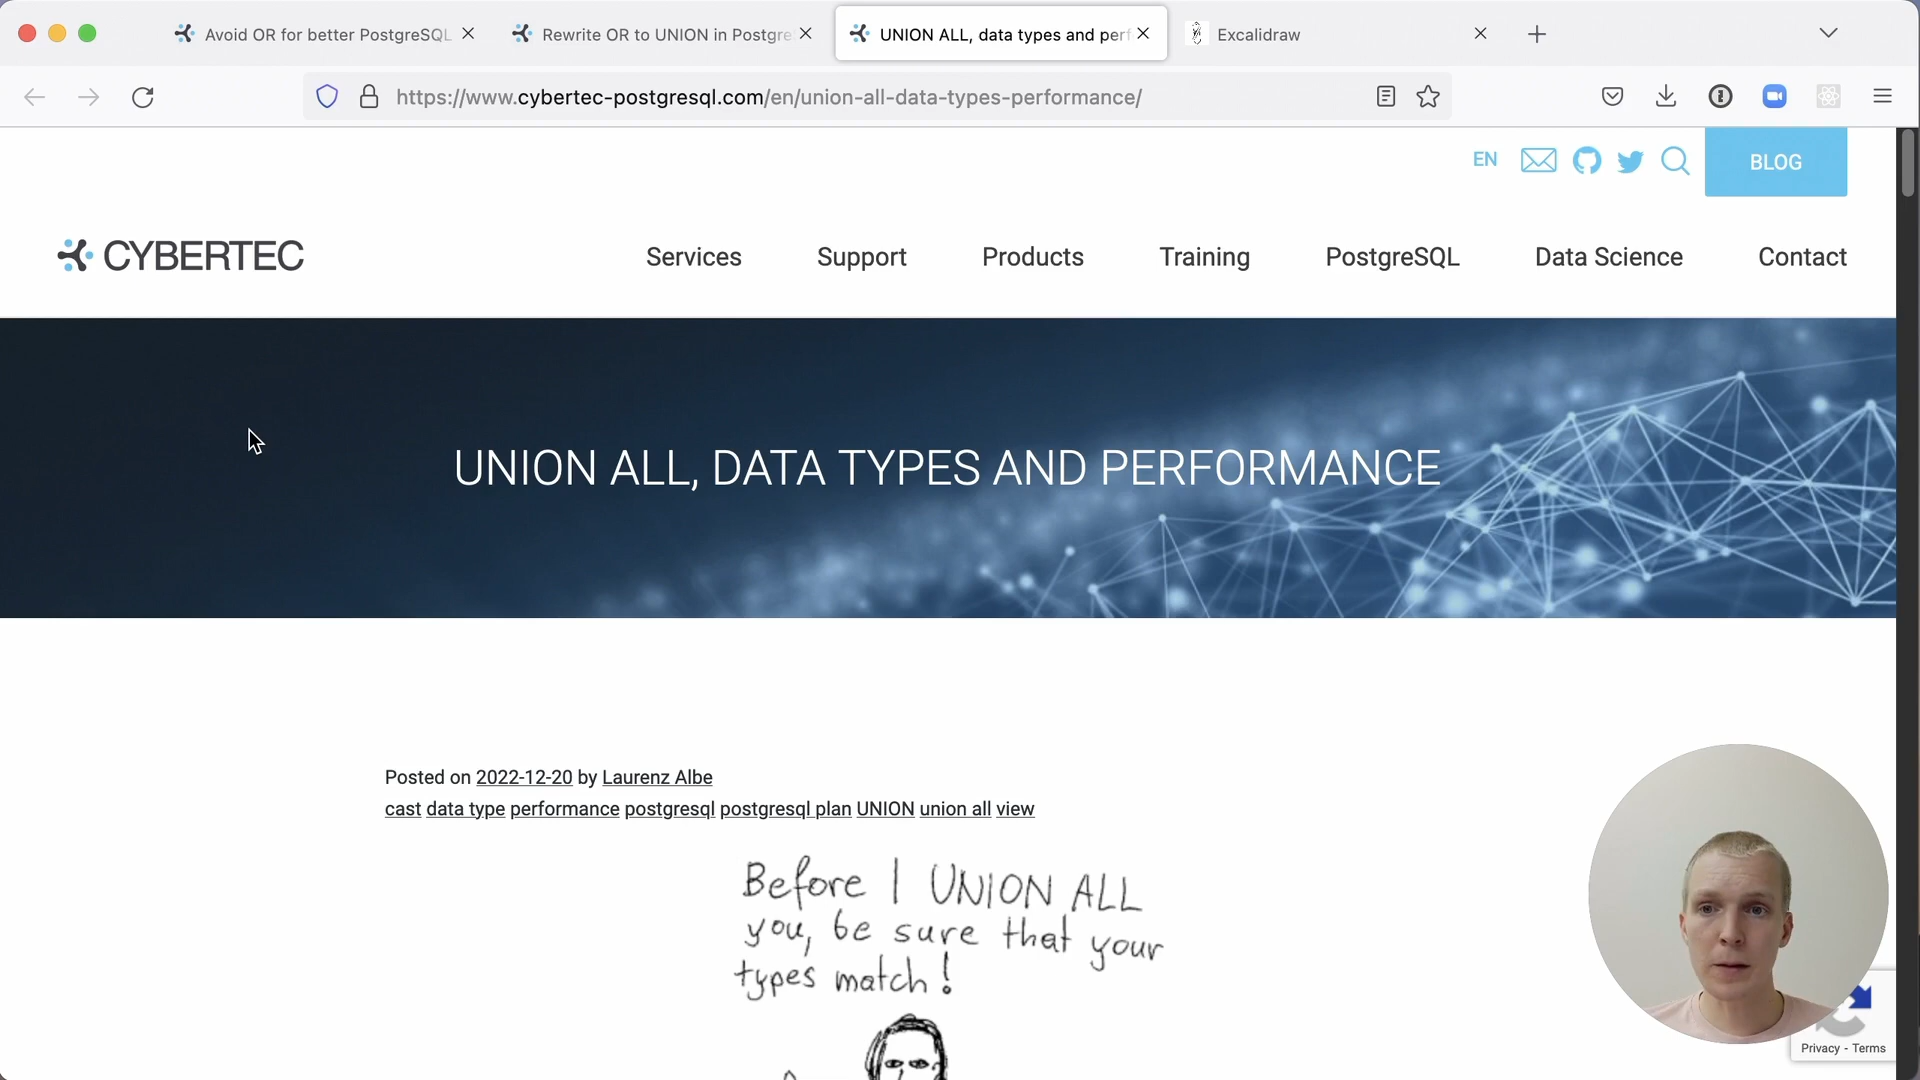 Avoid OR for better PostgreSQL
Rewrite OR to UNION in Postgre
UNION ALL, data types and perf
Excalidraw
https://www.cybertec-postgresql.com/en/union-all-data-types-performance/
EN
BLOG
CYBERTEC
Services
Support
Products
Training
PostgreSQL
Data Science
Contact
UNION ALL, DATA TYPES AND PERFORMANCE
Posted on 2022-12-20 by Laurenz Albe
cast data type performance postgresql postgresql plan UNION union all view
Before I UNION ALL
you, be sure that your
types match!
Privacy - Terms